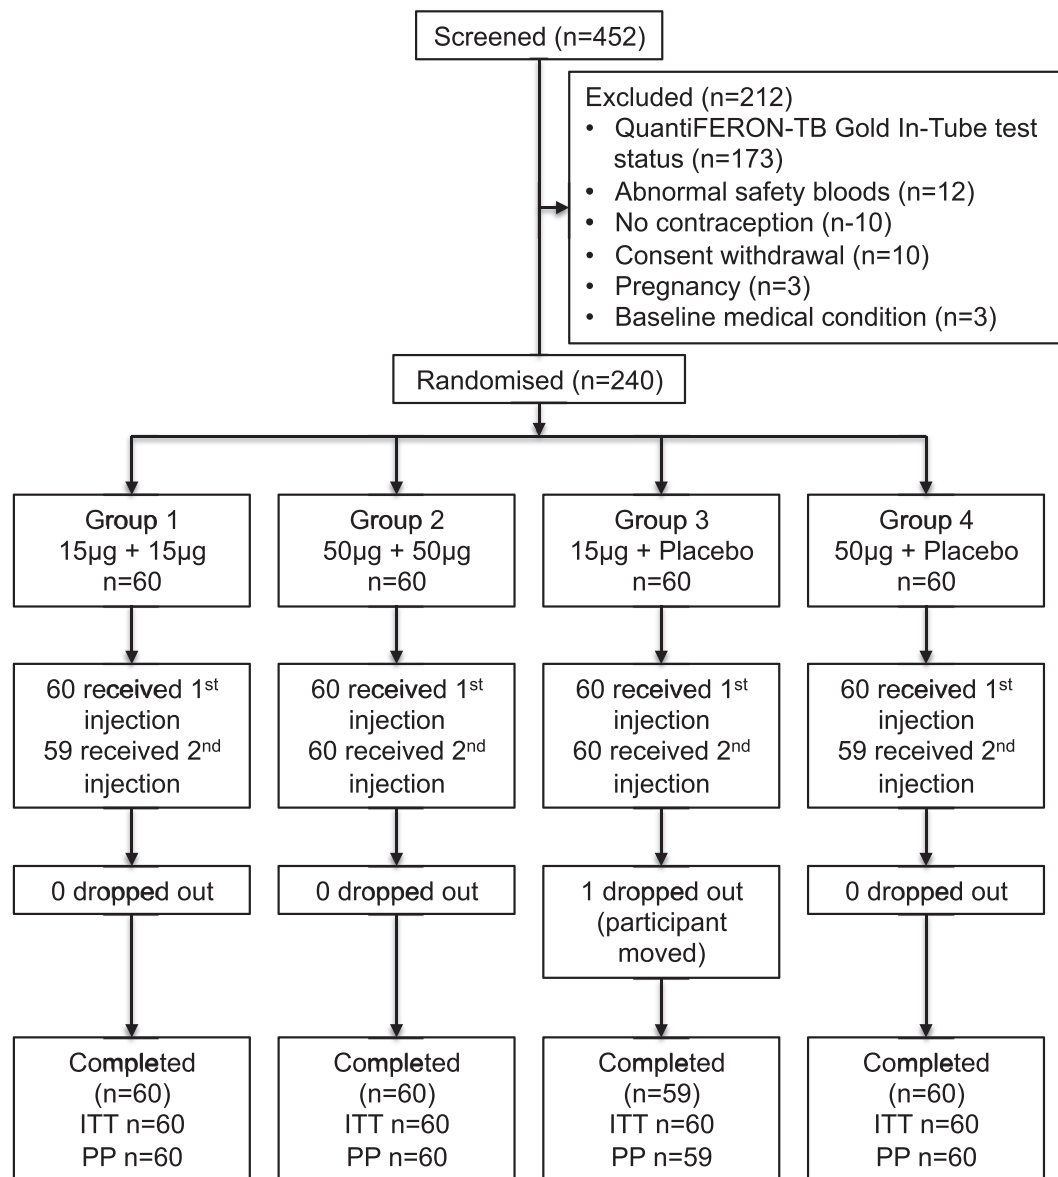 Screened (n=452)
Excluded (n=212)
• QuantiFERON-TB Gold In-Tube test
status (n=173)
• Abnormal safety bloods (n=12)
• No contraception (n-10)
• Consent withdrawal (n=10)
• Pregnancy (n=3)
• Baseline medical condition (n=3)
Randomised (n=240)
Group 1
15µg + 15µg
n=60
Group 2
50µg + 50µg
n=60
Group 3
15µg + Placebo
n=60
Group 4
50µg + Placebo
n=60
60 received 1st
injection
59 received 2nd
injection
60 received 1st
injection
60 received 2nd
injection
60 received 1st
injection
60 received 2nd
injection
60 received 1st
injection
59 received 2nd
injection
0 dropped out
0 dropped out
1 dropped out
(participant
moved)
0 dropped out
Completed
(n=60)
ITT n=60
PP n=60
Completed
(n=60)
ITT n=60
PP n=60
Completed
(n=59)
ITT n=60
PP n=59
Completed
(n=60)
ITT n=60
PP n=60